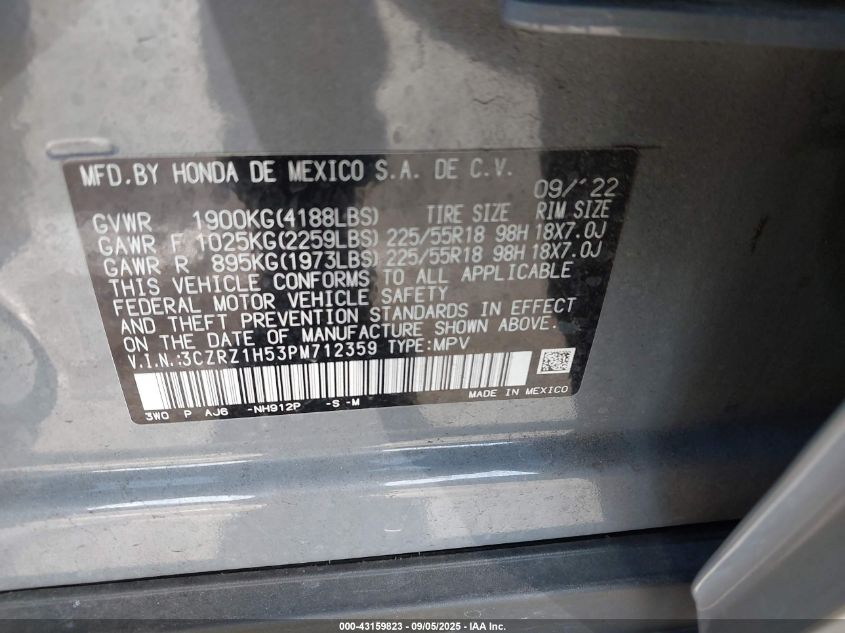 MFD. BY HONDA DE MEXICO S.A. DE C.V.
09/'22
GVWR 1900KG(4188LBS) TIRE SIZE RIM SIZE
GAWR F 1025KG(2259LBS) 225/55R18 98H 18X7.0J
GAWR R 895KG(1973LBS) 225/55R18 98H 18X7.0J
THIS VEHICLE CONFORMS TO ALL APPLICABLE
FEDERAL MOTOR VEHICLE SAFETY
AND THEFT PREVENTION STANDARDS IN EFFECT
ON THE DATE OF MANUFACTURE SHOWN ABOVE.
V.I.N.:3CZRZ1H53PM712359 TYPE:MPV
MADE IN MEXICO
3W0 P AJ6 -NH912P -S -M
000-43159823 - 09/05/2025 - IAA Inc.